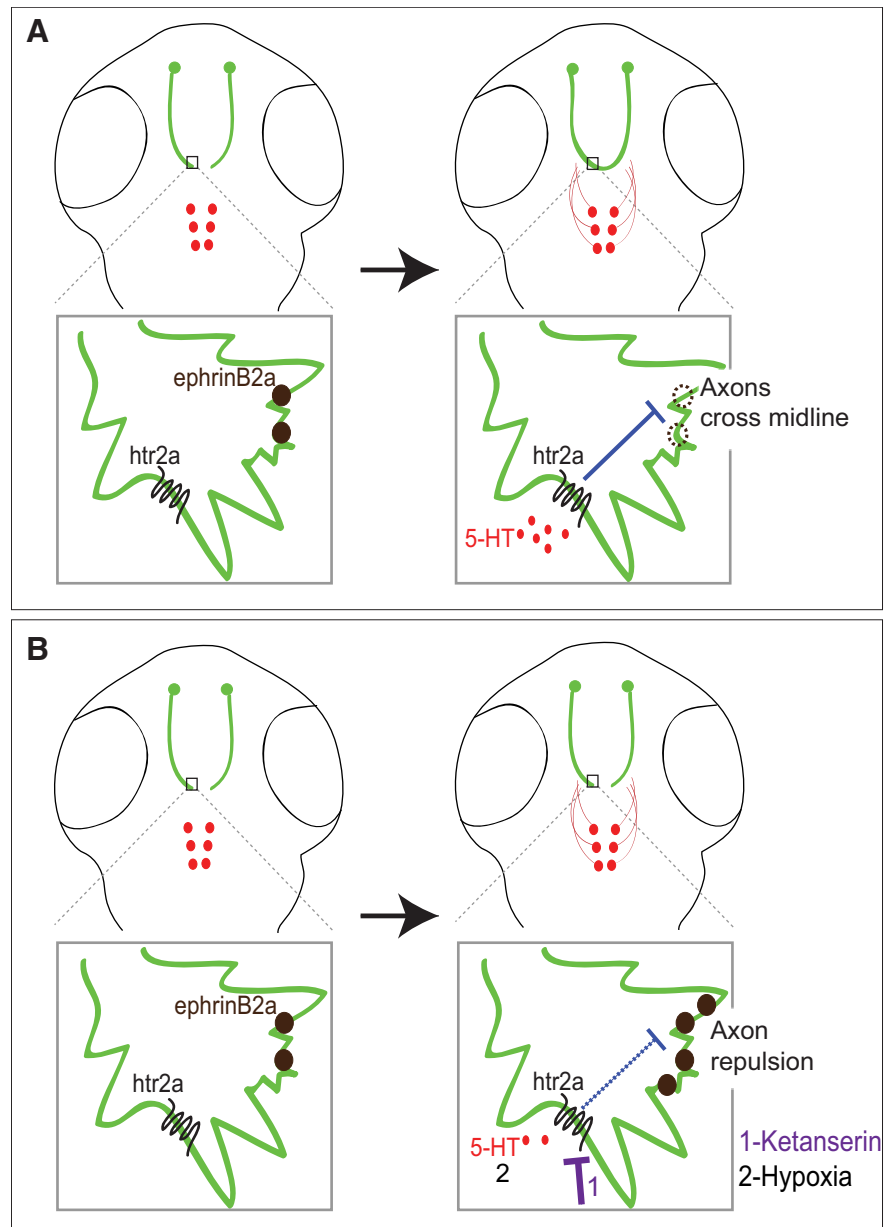 A
ephrinB2a
htr2a
Axons
cross midline
htr2a
5-HT
B
ephrinB2a
htr2a
Axon
repulsion
htr2a
5-HT
2
1
1-Ketanserin
2-Hypoxia